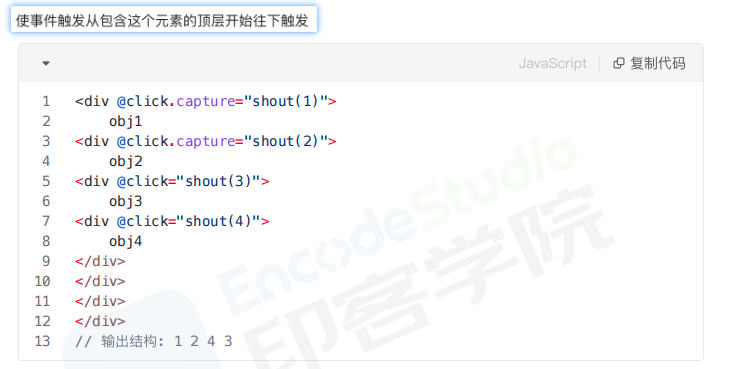 使事件触发从包含这个元素的顶层开始往下触发
JavaScript 复制代码
1 <div @click.capture="shout(1)">
2 obj1
3 <div @click.capture="shout(2)">
4 obj2
5 <div @click="shout(3)">
6 obj3
7 <div @click="shout(4)">
8 obj4
9 </div>
10 </div>
11 </div>
12 </div>
13 // 输出结构: 1 2 4 3
EncodeStudio
印客学院